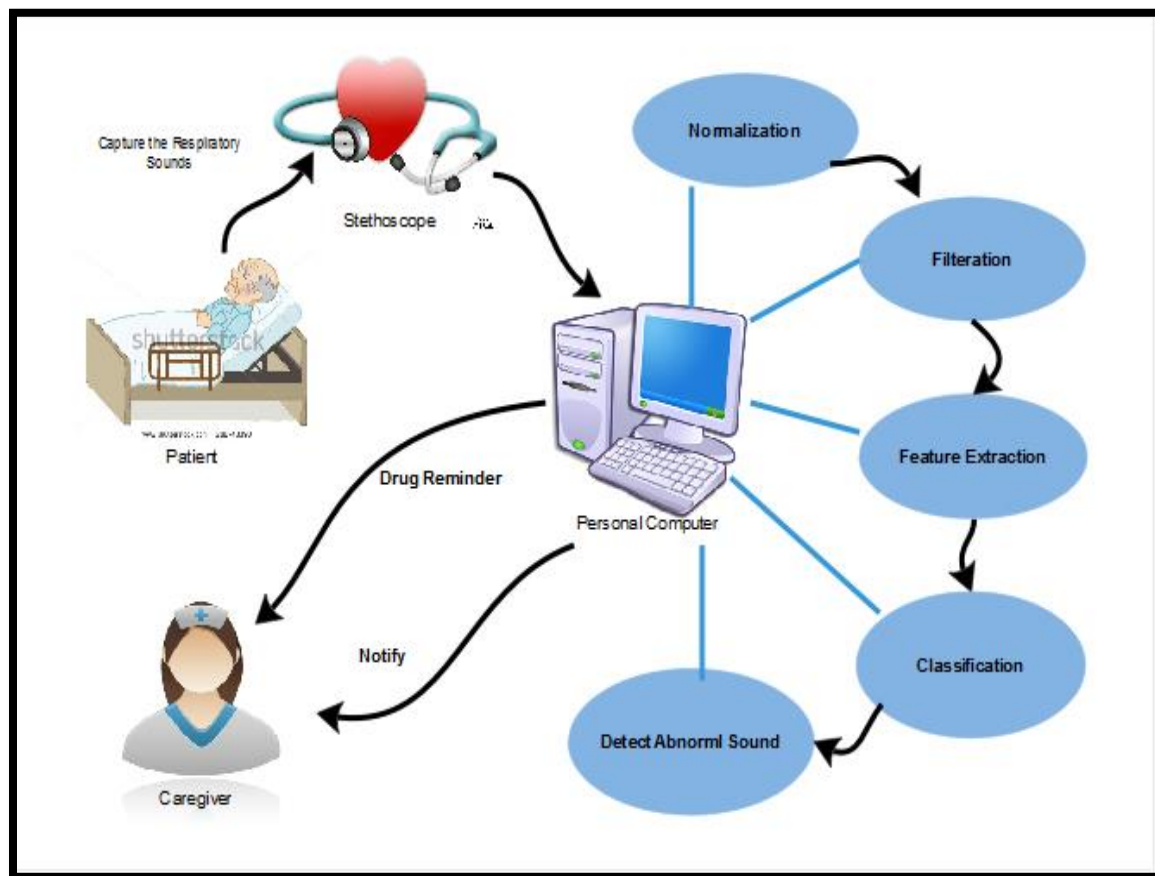 Capture the Respiratory
Sounds
Stethoscope
Normalization
Filteration
shutterstock
Patient
Drug Reminder
Personal Computer
Feature Extraction
Notify
Classification
Detect Abnorml Sound
Caregiver